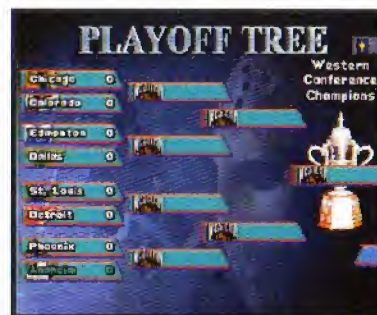 PLAYOFF TREE
Western
Conference
Champions
Chicago 0
Colorado 0
Edmonton 0
Dallas 0
St. Louis 0
Detroit 0
Phoenix 0
Anaheim 0